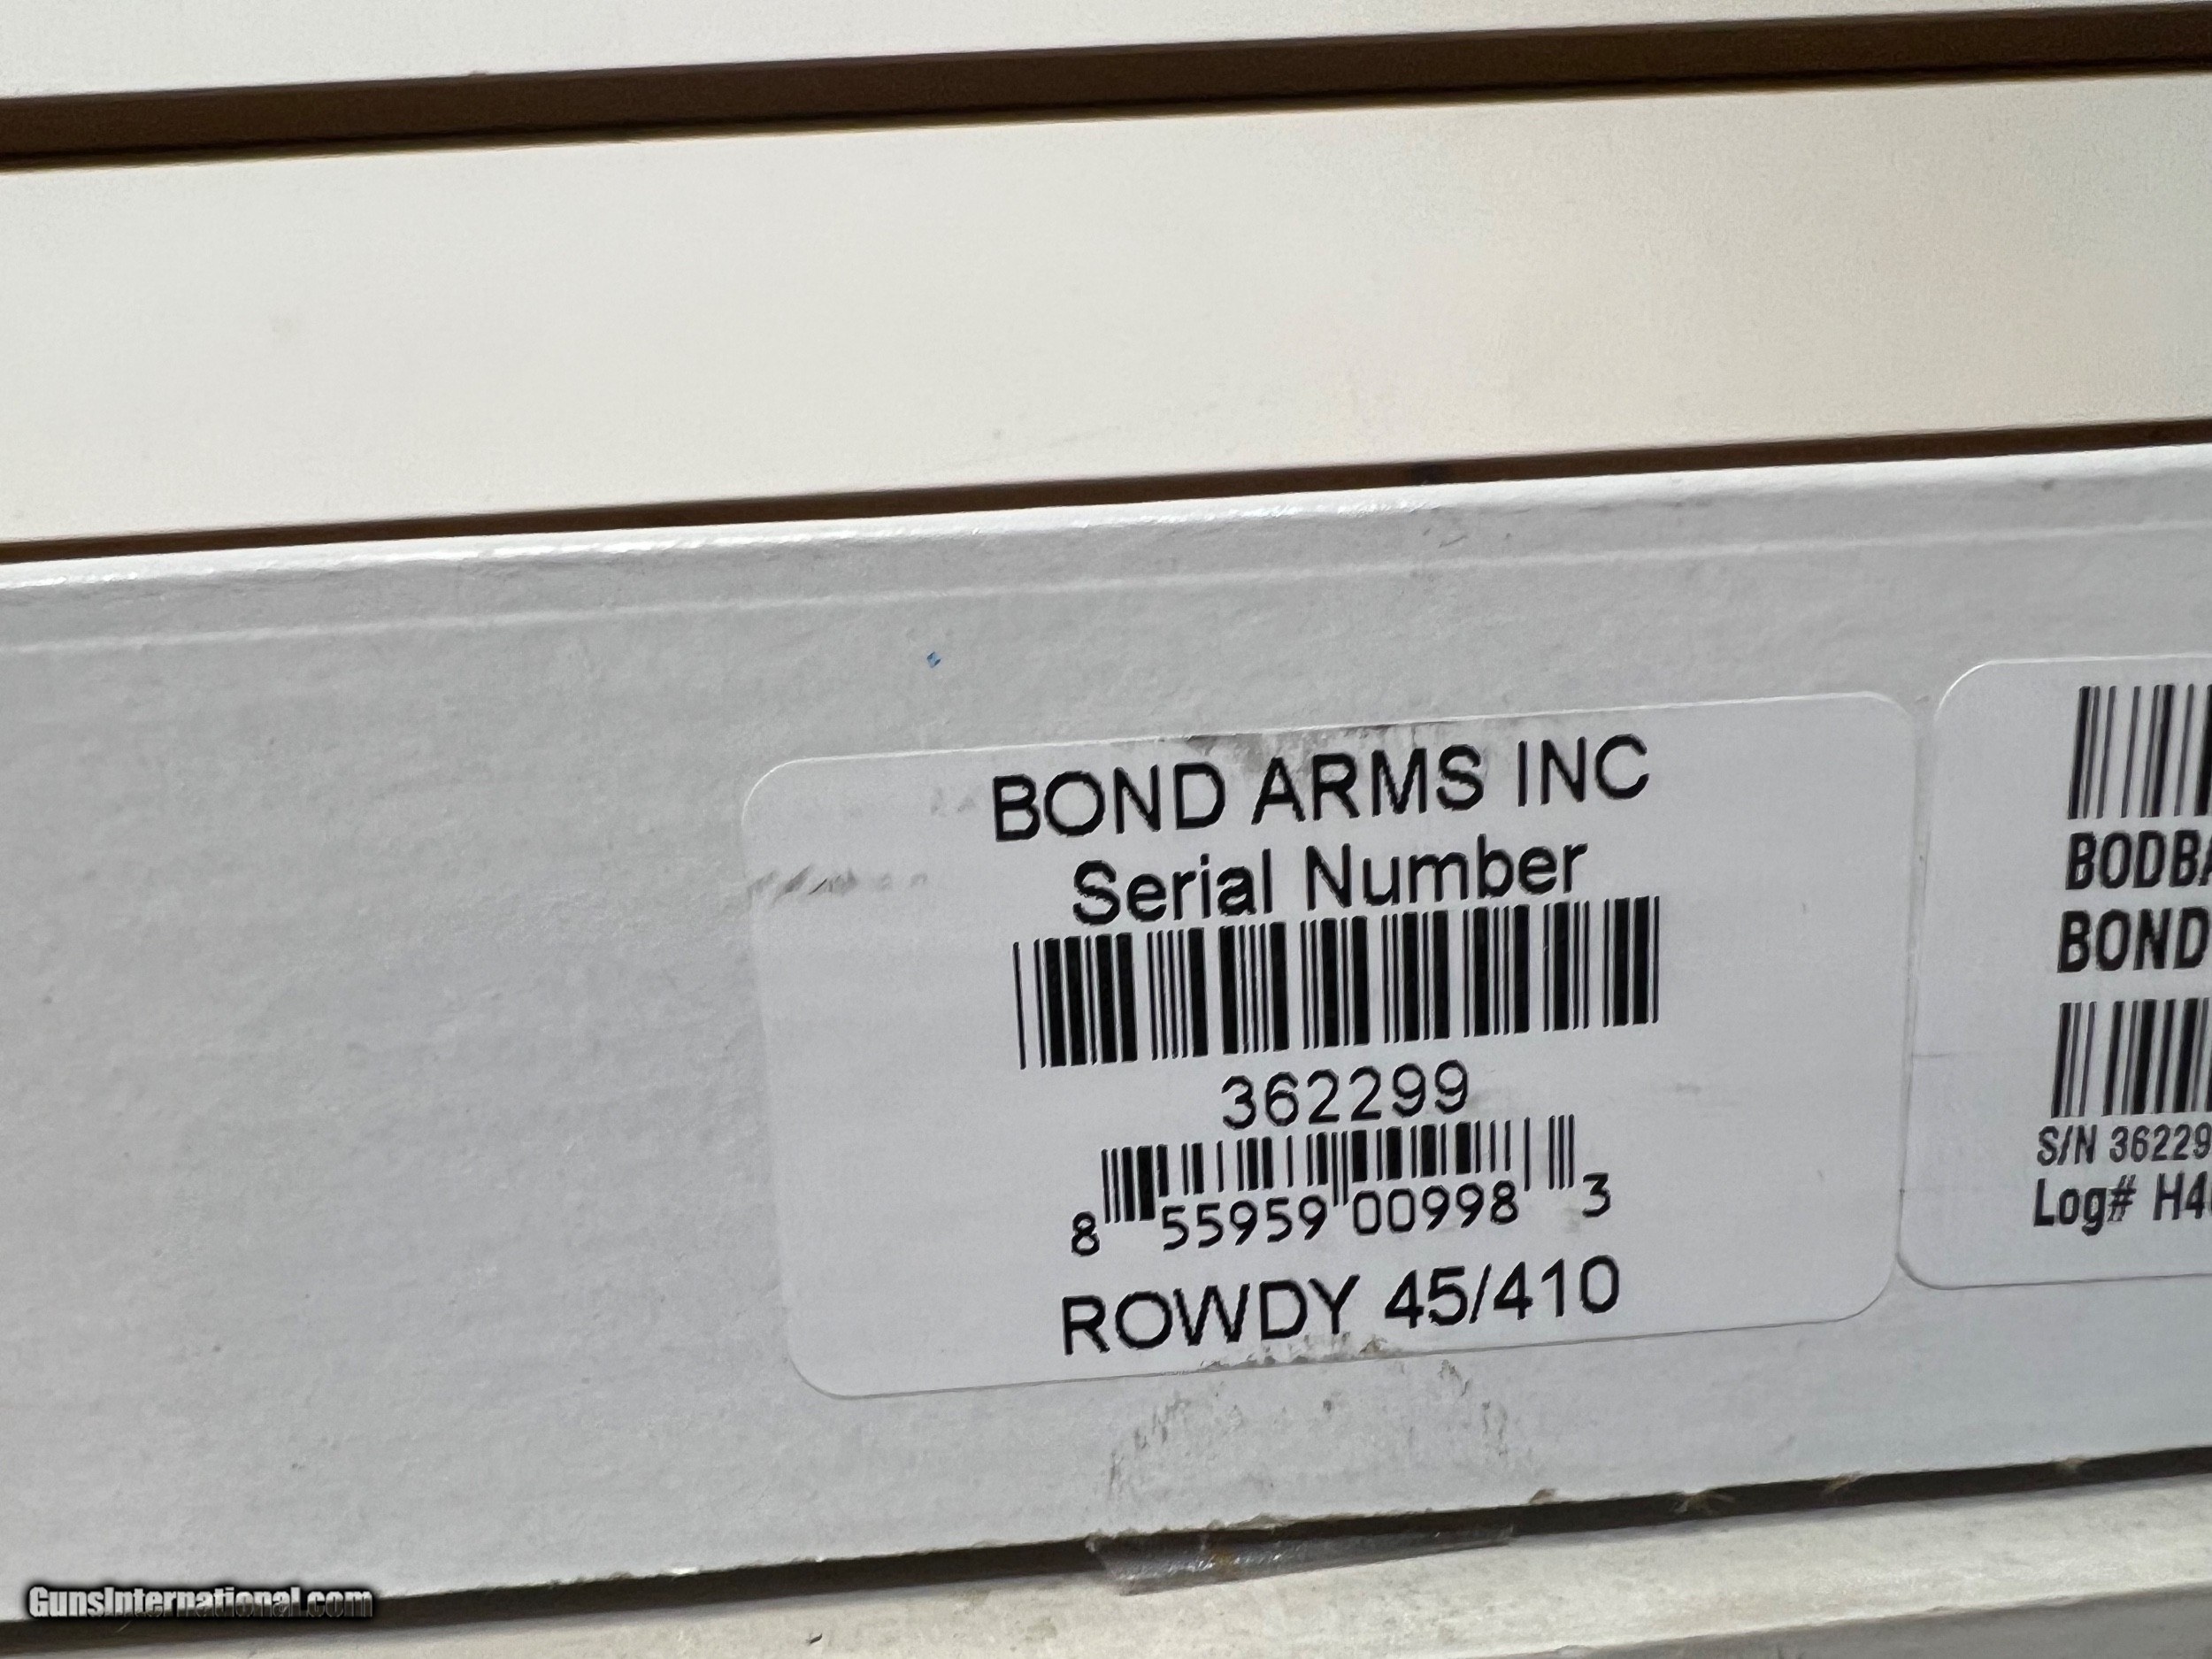 BOND ARMS INC
Serial Number
362299
8 55959 00998 3
ROWDY 45/410
BOND
S/N 36229
Log# H4
GunsInternational.com